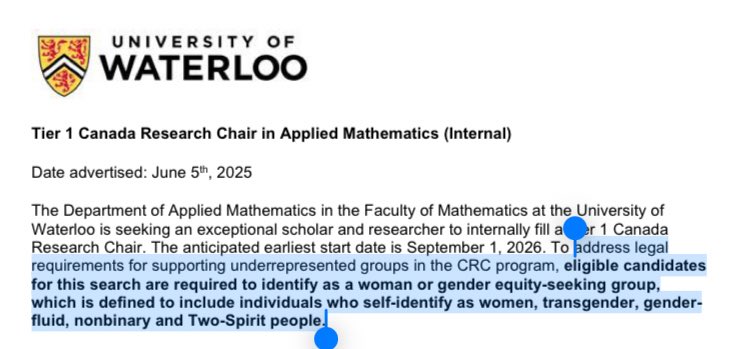 UNIVERSITY OF
WATERLOO
Tier 1 Canada Research Chair in Applied Mathematics (Internal)
Date advertised: June 5th, 2025
The Department of Applied Mathematics in the Faculty of Mathematics at the University of
Waterloo is seeking an exceptional scholar and researcher to internally fill a 1 Canada
Research Chair. The anticipated earliest start date is September 1, 2026. To address legal
requirements for supporting underrepresented groups in the CRC program, eligible candidates
for this search are required to identify as a woman or gender equity-seeking group,
which is defined to include individuals who self-identify as women, transgender, gender-
fluid, nonbinary and Two-Spirit people.